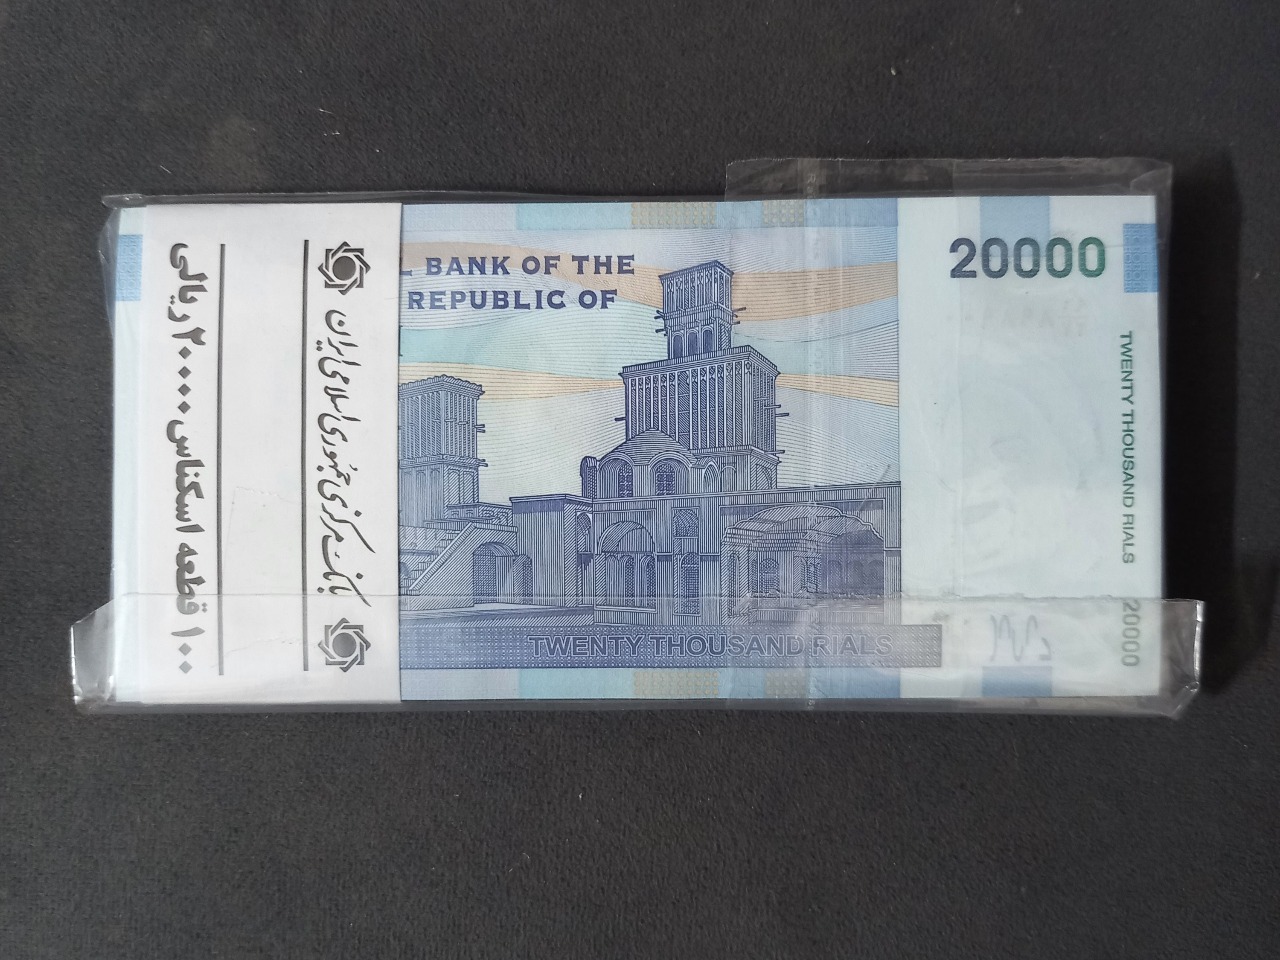 ۱۰۰ قطعه اسکناس ۲۰۰۰۰ ریالی
بانک مرکزی جمهوری اسلامی ایران
BANK OF THE
REPUBLIC OF
20000
TWENTY THOUSAND RIALS
20000
TWENTY THOUSAND RIALS